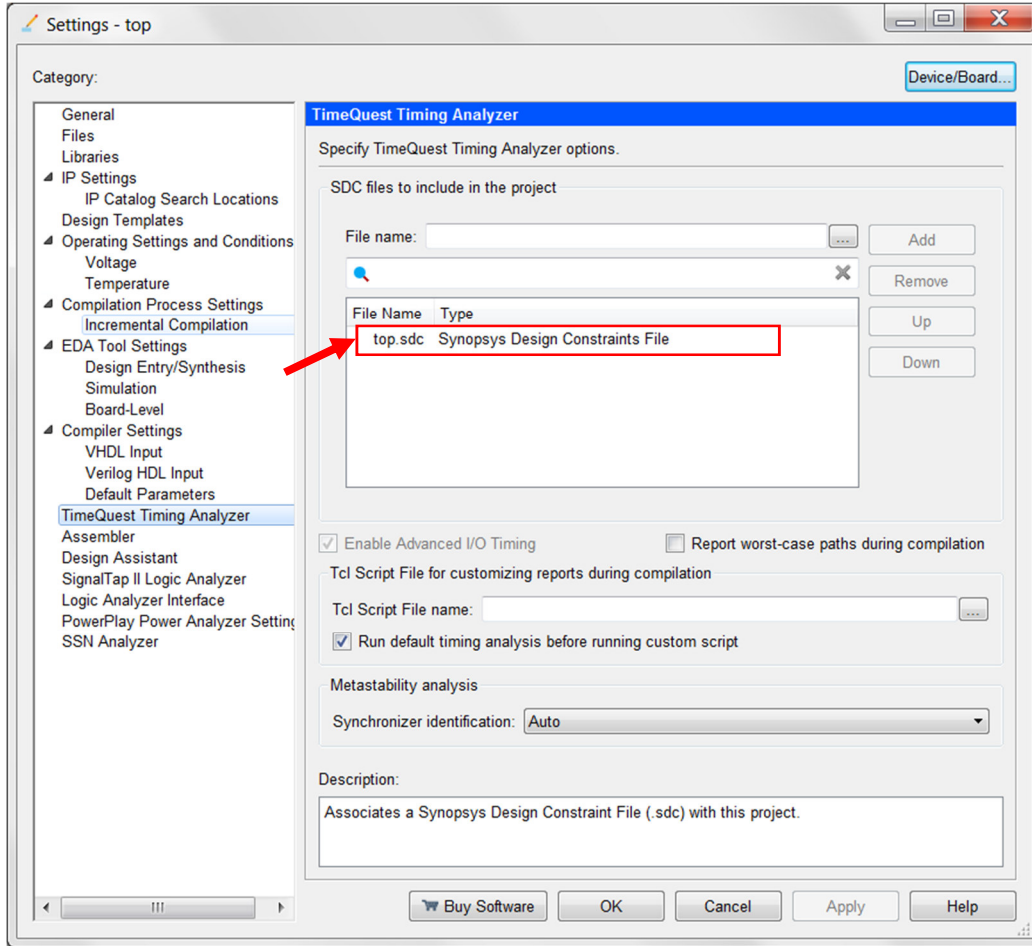 Settings - top
Category:
Device/Board...
General
Files
Libraries
IP Settings
IP Catalog Search Locations
Design Templates
Operating Settings and Conditions
Voltage
Temperature
Compilation Process Settings
Incremental Compilation
EDA Tool Settings
Design Entry/Synthesis
Simulation
Board-Level
Compiler Settings
VHDL Input
Verilog HDL Input
Default Parameters
TimeQuest Timing Analyzer
Assembler
Design Assistant
SignalTap II Logic Analyzer
Logic Analyzer Interface
PowerPlay Power Analyzer Setting
SSN Analyzer
TimeQuest Timing Analyzer
Specify TimeQuest Timing Analyzer options.
SDC files to include in the project
File name:
...
Add
Remove
Up
Down
File Name Type
top.sdc Synopsys Design Constraints File
Enable Advanced I/O Timing
Report worst-case paths during compilation
Tcl Script File for customizing reports during compilation
Tcl Script File name:
...
Run default timing analysis before running custom script
Metastability analysis
Synchronizer identification: Auto
Description:
Associates a Synopsys Design Constraint File (.sdc) with this project.
Buy Software
OK
Cancel
Apply
Help